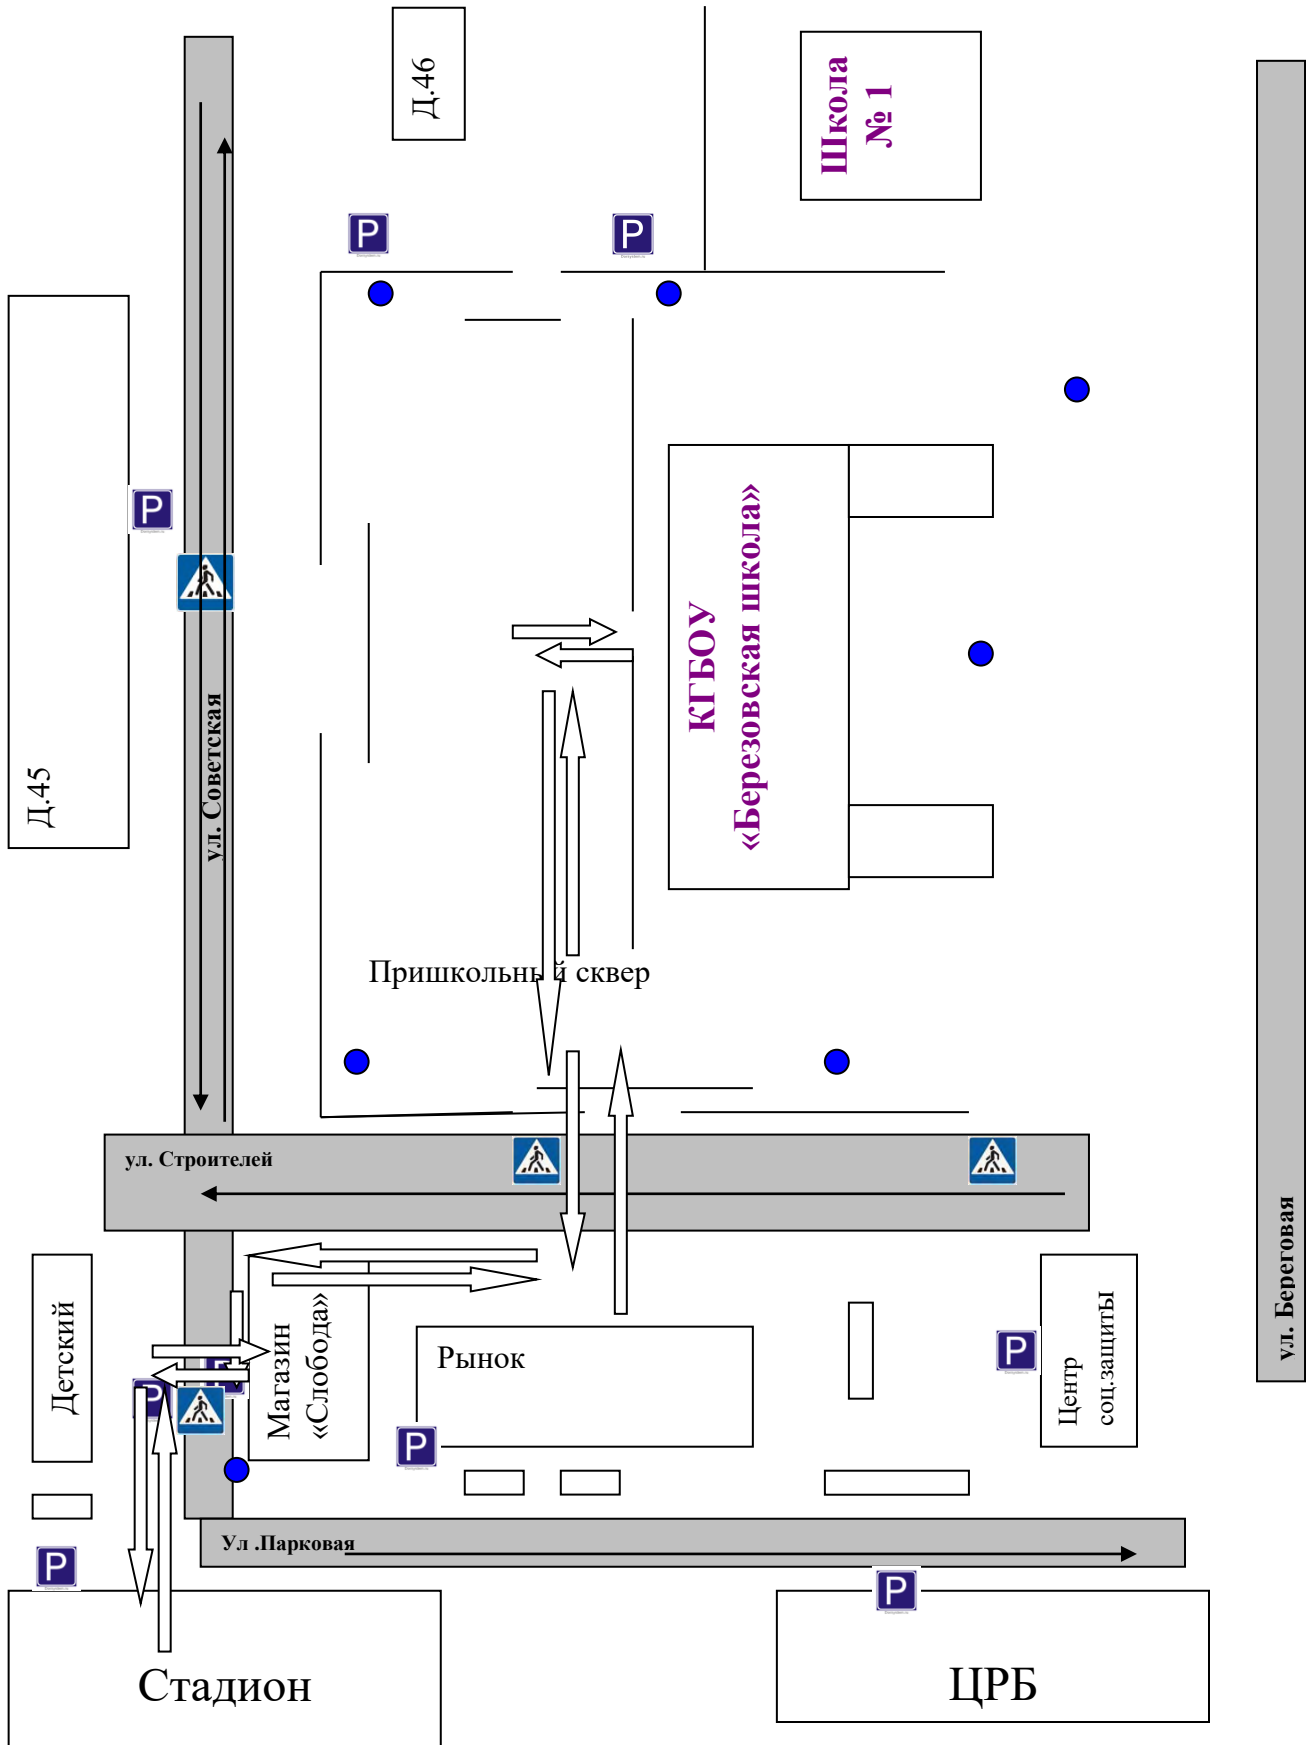 Д.46
Школа
№ 1
P
P
P
КГБОУ
«Березовская школа»
ул. Советская
Д.45
Пришкольный сквер
ул. Строителей
ул. Береговая
Детский
Магазин
«Слобода»
Рынок
Центр
соц.защиты
P
P
P
P
Ул .Парковая
P
P
Стадион
ЦРБ